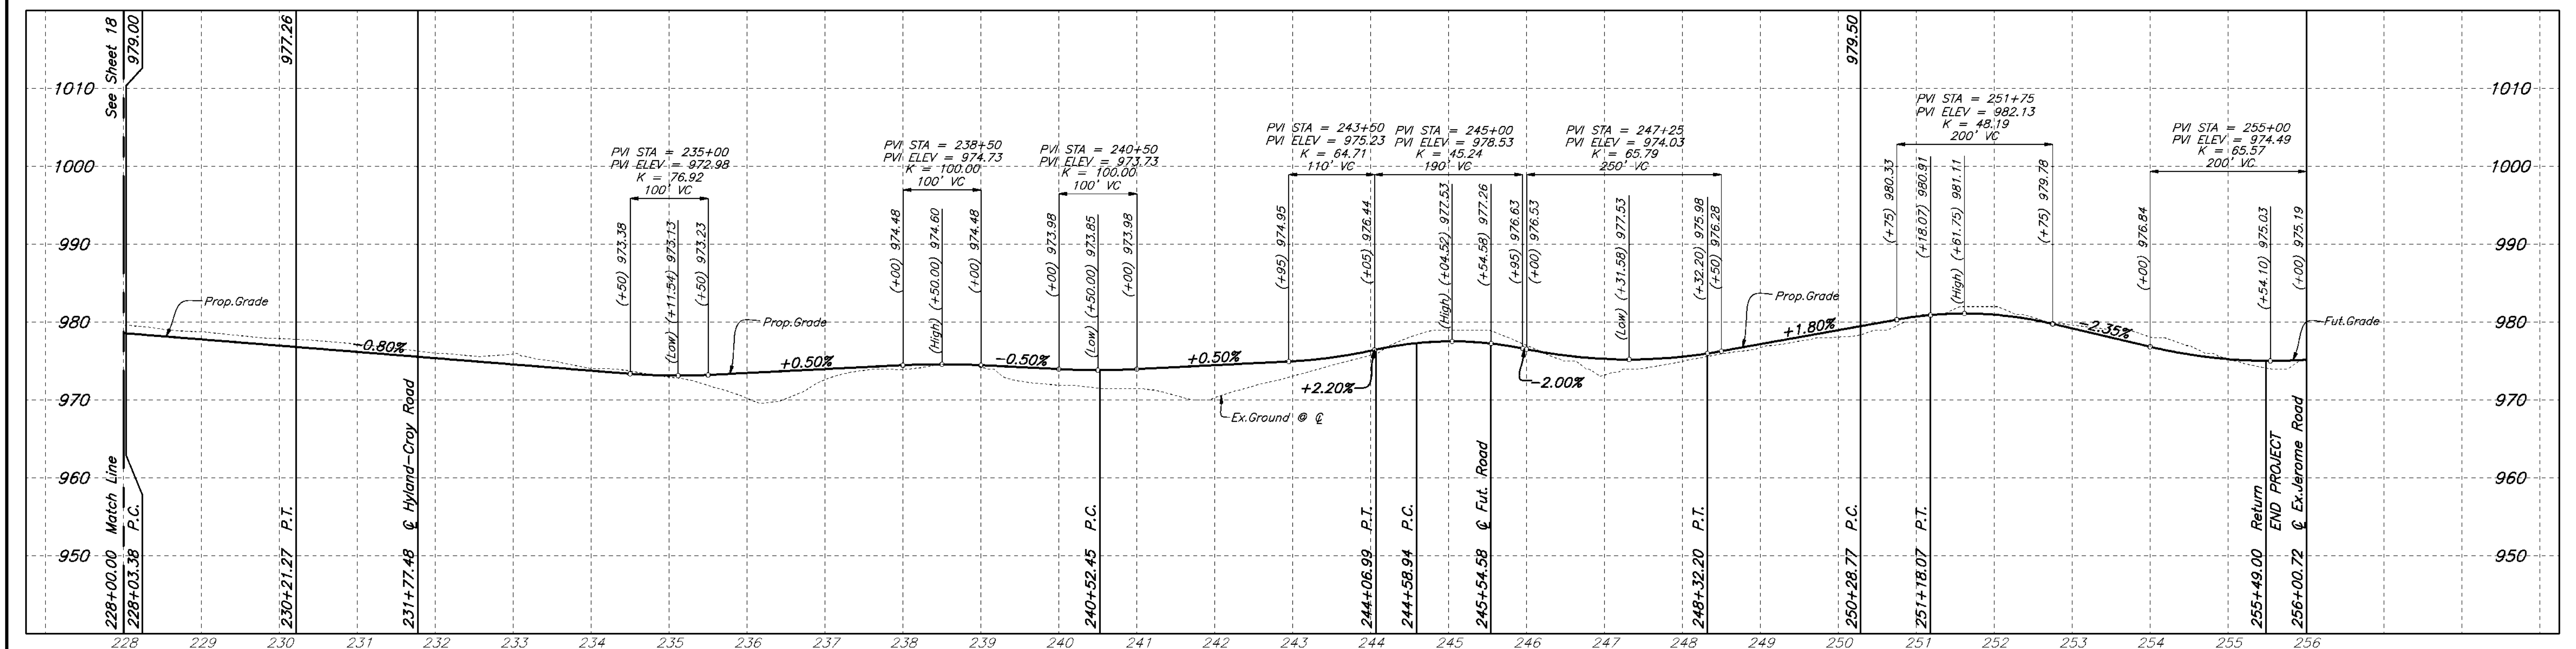 See Sheet 18
979.00
977.26
979.50
1010
1010
1000
1000
990
990
980
980
970
970
960
960
950
950
PVI STA = 235+00
PVI ELEV = 972.98
K = 76.92
100' VC
PVI STA = 238+50
PVI ELEV = 974.73
K = 100.00
100' VC
PVI STA = 240+50
PVI ELEV = 973.73
K = 100.00
100' VC
PVI STA = 243+50
PVI ELEV = 975.23
K = 64.71
110' VC
PVI STA = 245+00
PVI ELEV = 978.53
K = 45.24
190' VC
PVI STA = 247+25
PVI ELEV = 974.03
K = 65.79
250' VC
PVI STA = 251+75
PVI ELEV = 982.13
K = 48.19
200' VC
PVI STA = 255+00
PVI ELEV = 974.49
K = 65.57
200' VC
(+50) 973.38
(Low) (+11.54) 973.13
(+50) 973.23
(+00) 974.48
(High) (+50.00) 974.60
(+00) 974.48
(+00) 973.98
(Low) (+50.00) 973.85
(+00) 973.98
(+95) 974.95
(+05) 976.44
(High) (+04.52) 977.53
(+54.58) 977.26
(+95) 976.63
(+00) 976.53
(Low) (+31.58) 977.53
(+32.20) 975.98
(+50) 976.28
(+75) 980.33
(+18.07) 980.91
(High) (+61.75) 981.11
(+75) 979.78
(+00) 976.84
(+54.10) 975.03
(+00) 975.19
Prop.Grade
-0.80%
Prop.Grade
+0.50%
-0.50%
+0.50%
+2.20%
-2.00%
Prop.Grade
+1.80%
-2.35%
Fut.Grade
Ex.Ground @ ℄
228+00.00 Match Line
228+03.38 P.C.
230+21.27 P.T.
231+77.48 ℄ Hyland-Croy Road
240+52.45 P.C.
244+06.99 P.T.
244+58.94 P.C.
245+54.58 ℄ Fut. Road
248+32.20 P.T.
250+28.77 P.C.
251+18.07 P.T.
255+49.00 Return
END PROJECT
256+00.72 ℄ Ex.Jerome Road
228 229 230 231 232 233 234 235 236 237 238 239 240 241 242 243 244 245 246 247 248 249 250 251 252 253 254 255 256